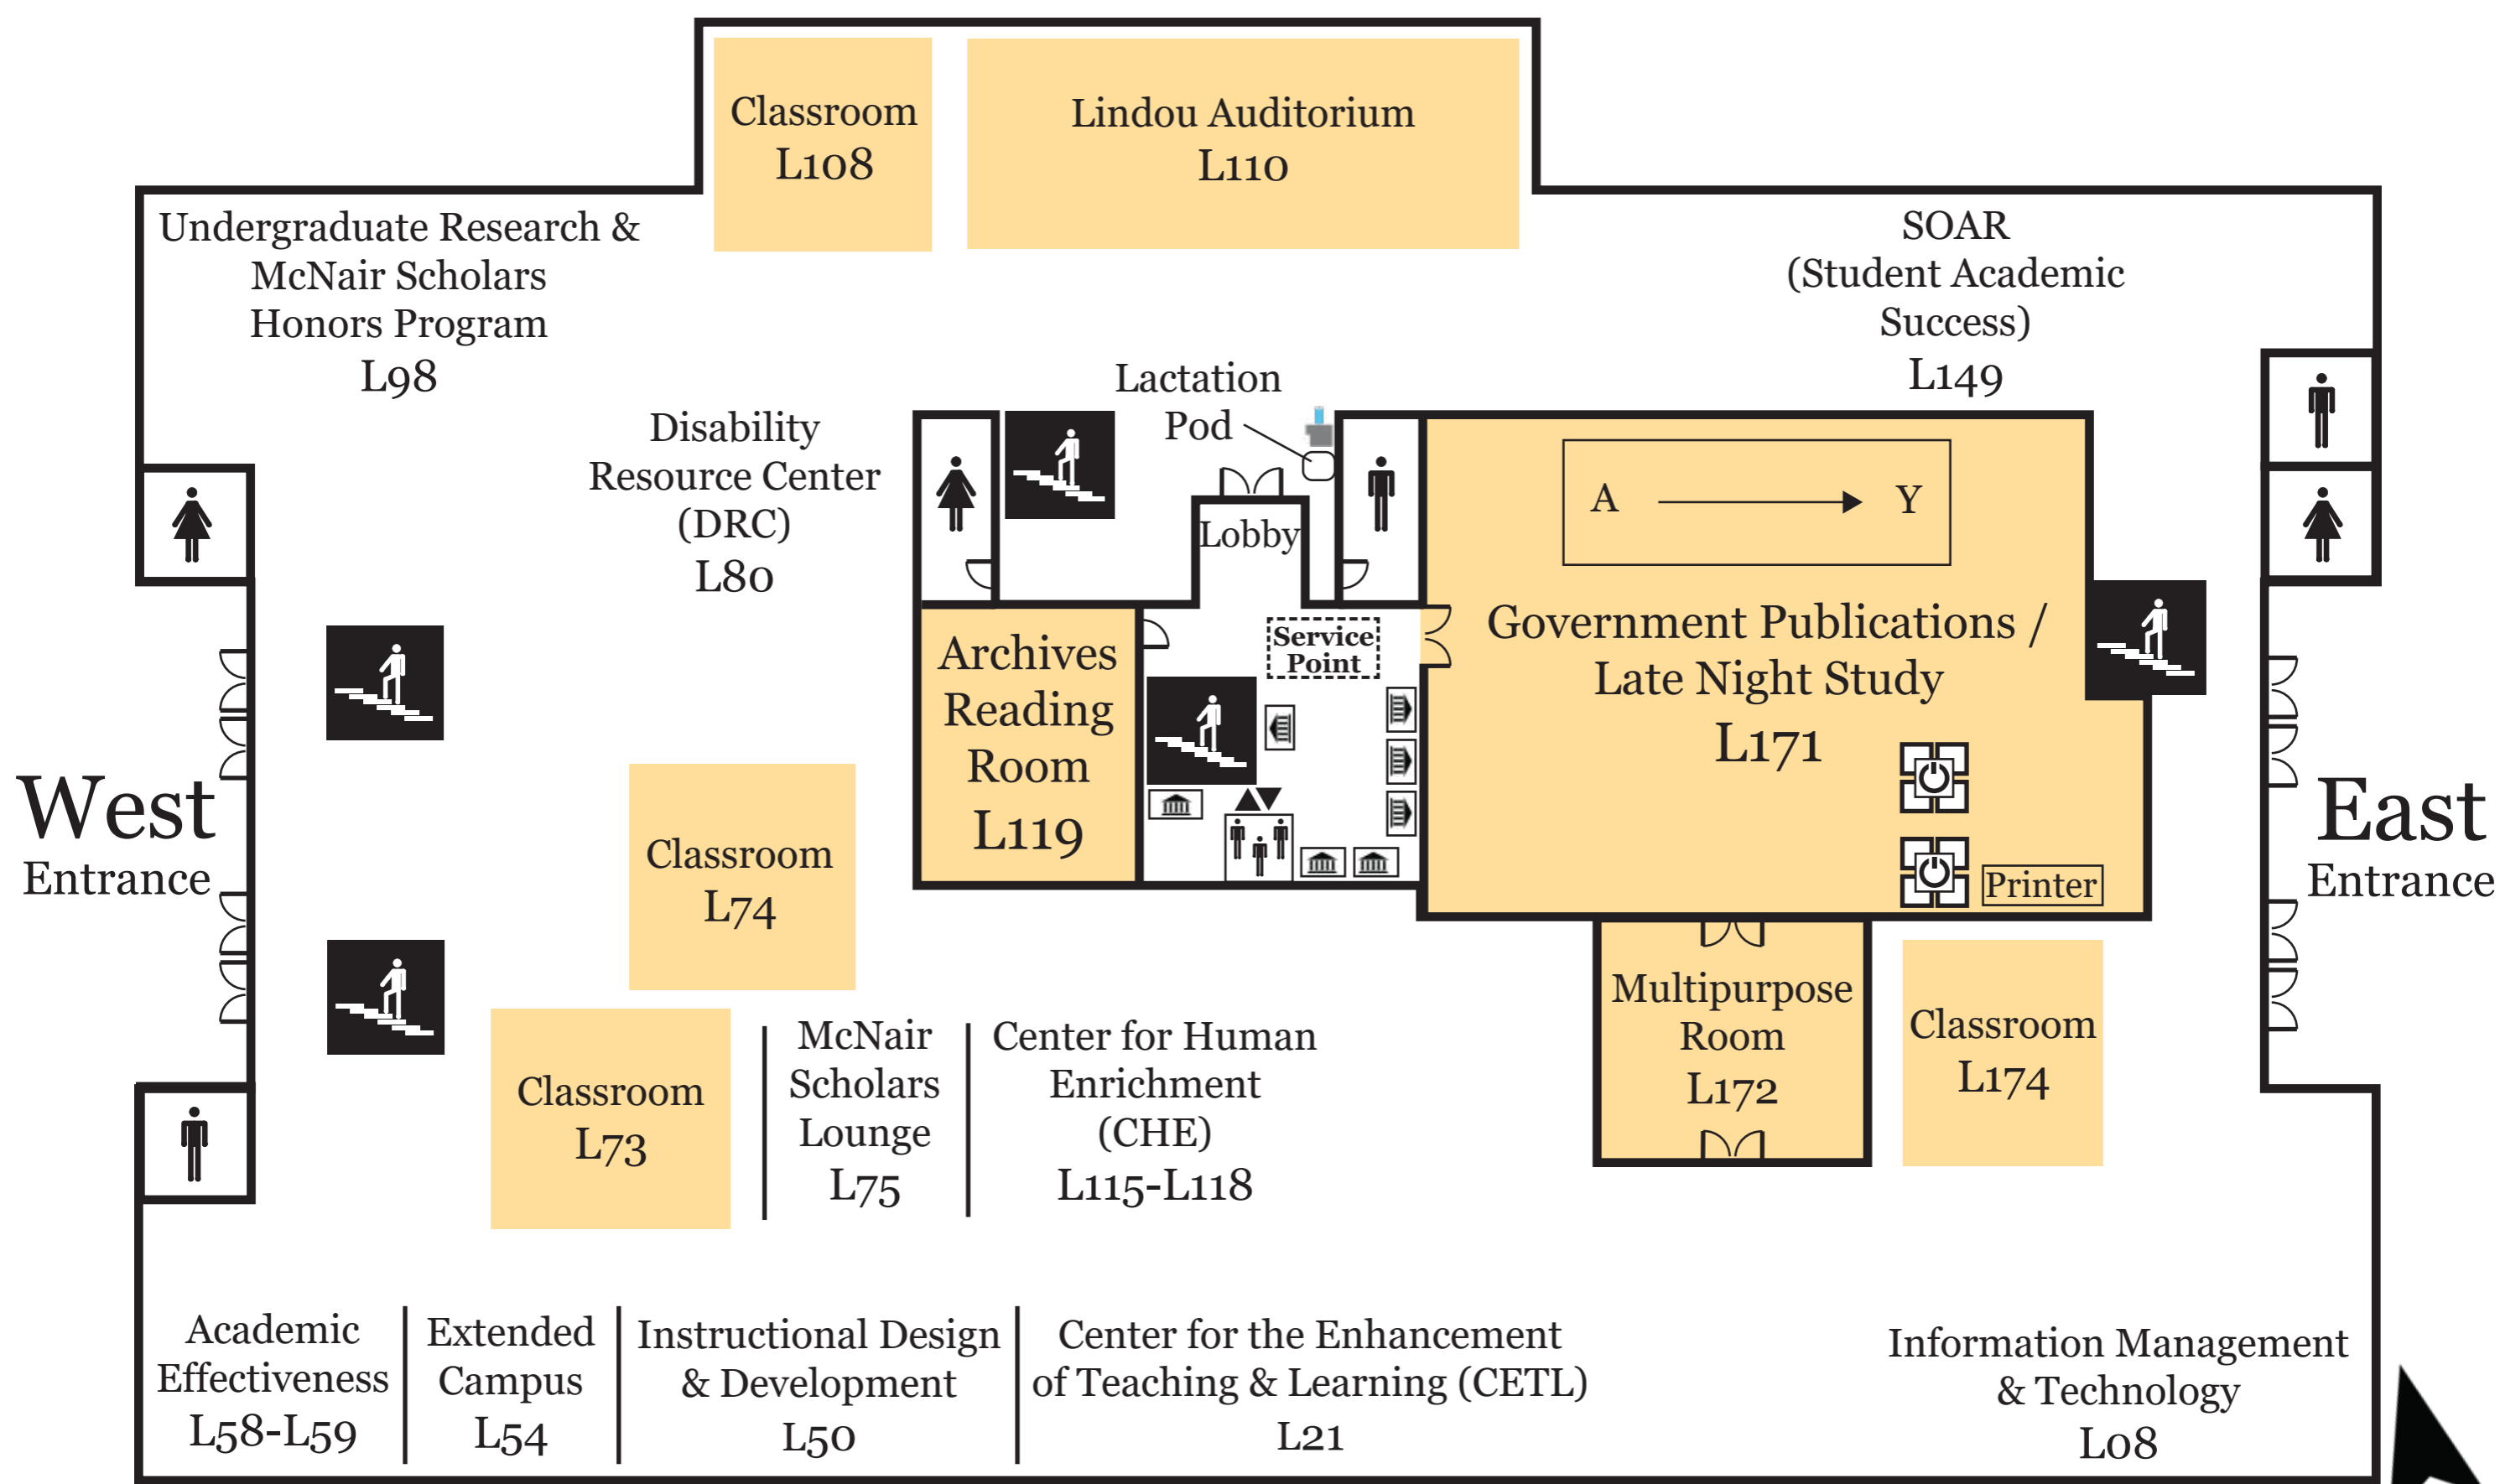 Classroom
L108
Lindou Auditorium
L110
Undergraduate Research &
McNair Scholars
Honors Program
L98
SOAR
(Student Academic
Success)
L149
Disability
Resource Center
(DRC)
L80
Lactation
Pod
Lobby
A
Y
Service
Point
Archives
Reading
Room
L119
Government Publications /
Late Night Study
L171
Printer
West
Entrance
East
Entrance
Classroom
L74
Classroom
L73
McNair
Scholars
Lounge
L75
Center for Human
Enrichment
(CHE)
L115-L118
Multipurpose
Room
L172
Classroom
L174
Academic
Effectiveness
L58-L59
Extended
Campus
L54
Instructional Design
& Development
L50
Center for the Enhancement
of Teaching & Learning (CETL)
L21
Information Management
& Technology
L08